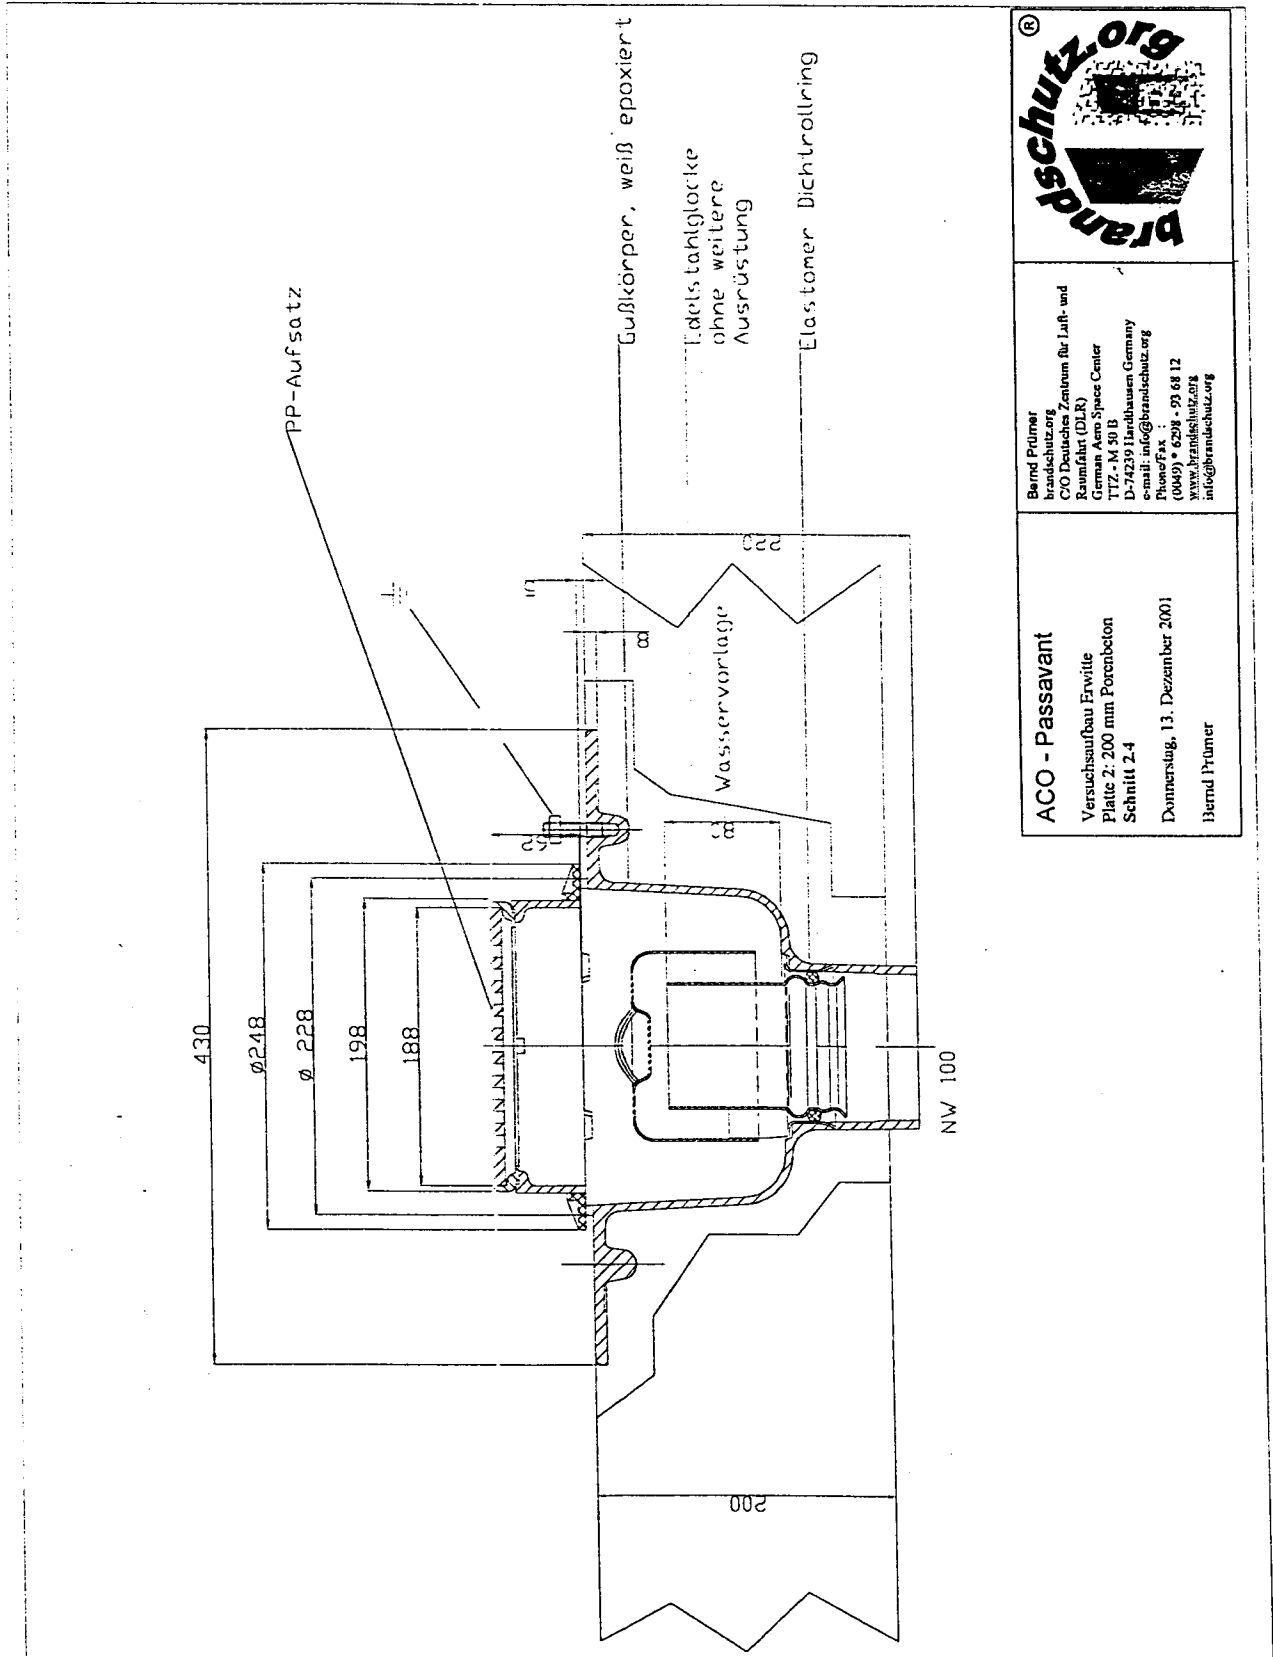 PP-Aufsatz
Gußkörper, weiß epoxiert
Edelstahlglocke
ohne weitere
Ausrüstung
Elastomer Dichtrollring
430
ø248
ø 228
198
188
5
8
220
Wasservorlage
200
NW 100
ACO - Passavant
Versuchsaufbau Erwitte
Platte 2: 200 mm Porenbeton
Schnitt 2.4
Donnerstag, 13. Dezember 2001
Bernd Prümer
Bernd Prümer
brandschutz.org
C/O Deutsches Zentrum für Luft- und
Raumfahrt (DLR)
German Aero Space Center
TTZ - M 50 B
D-74239 Hardthausen Germany
e-mail: info@brandschutz.org
Phone/Fax :
(0049) * 6298 - 93 68 12
www.brandschutz.org
info@brandschutz.org
brandschutz.org
®